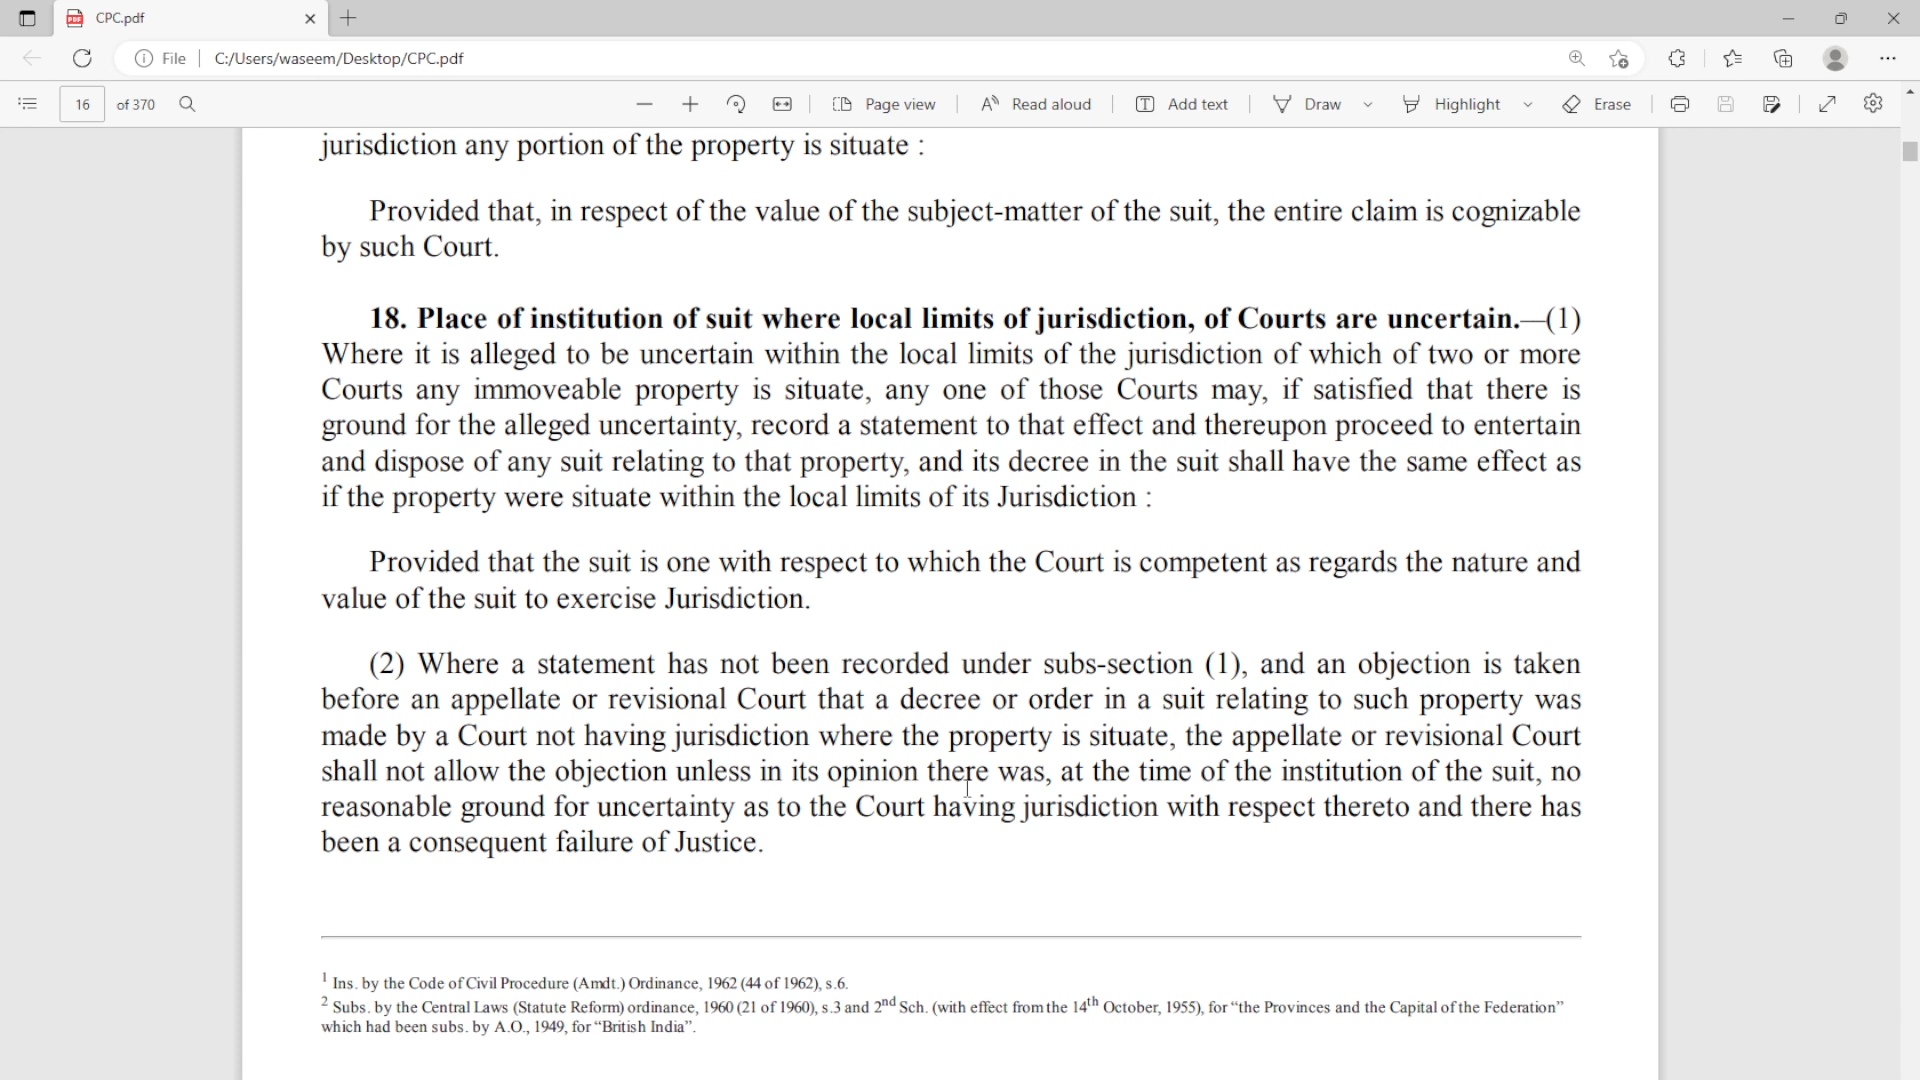 CPC.pdf
File C:/Users/waseem/Desktop/CPC.pdf
16 of 370 Page view Read aloud Add text Draw Highlight Erase
jurisdiction any portion of the property is situate :
Provided that, in respect of the value of the subject-matter of the suit, the entire claim is cognizable
by such Court.
18. Place of institution of suit where local limits of jurisdiction, of Courts are uncertain.—(1)
Where it is alleged to be uncertain within the local limits of the jurisdiction of which of two or more
Courts any immoveable property is situate, any one of those Courts may, if satisfied that there is
ground for the alleged uncertainty, record a statement to that effect and thereupon proceed to entertain
and dispose of any suit relating to that property, and its decree in the suit shall have the same effect as
if the property were situate within the local limits of its Jurisdiction :
Provided that the suit is one with respect to which the Court is competent as regards the nature and
value of the suit to exercise Jurisdiction.
(2) Where a statement has not been recorded under subs-section (1), and an objection is taken
before an appellate or revisional Court that a decree or order in a suit relating to such property was
made by a Court not having jurisdiction where the property is situate, the appellate or revisional Court
shall not allow the objection unless in its opinion there was, at the time of the institution of the suit, no
reasonable ground for uncertainty as to the Court having jurisdiction with respect thereto and there has
been a consequent failure of Justice.
1 Ins. by the Code of Civil Procedure (Amdt.) Ordinance, 1962 (44 of 1962), s.6.
2 Subs. by the Central Laws (Statute Reform) ordinance, 1960 (21 of 1960), s.3 and 2nd Sch. (with effect from the 14th October, 1955), for “the Provinces and the Capital of the Federation”
which had been subs. by A.O., 1949, for “British India”.